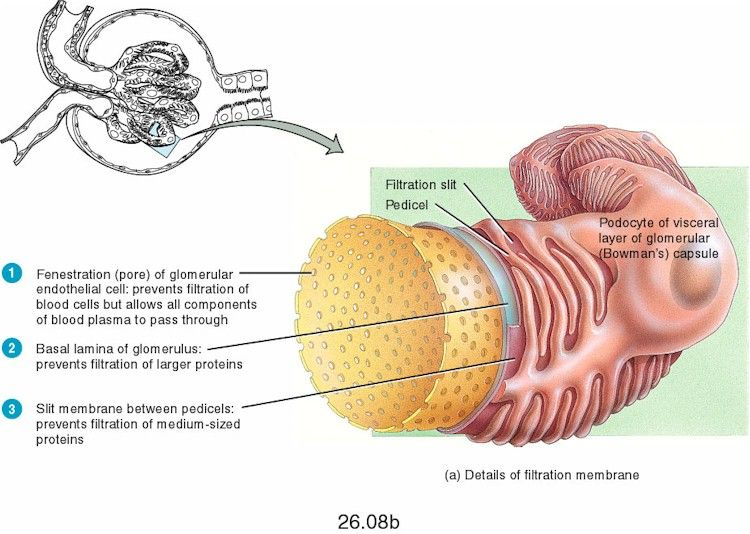 Filtration slit
Pedicel
Podocyte of visceral
layer of glomerular
(Bowman's) capsule
1 Fenestration (pore) of glomerular
endothelial cell: prevents filtration of
blood cells but allows all components
of blood plasma to pass through
2 Basal lamina of glomerulus:
prevents filtration of larger proteins
3 Slit membrane between pedicels:
prevents filtration of medium-sized
proteins
(a) Details of filtration membrane
26.08b